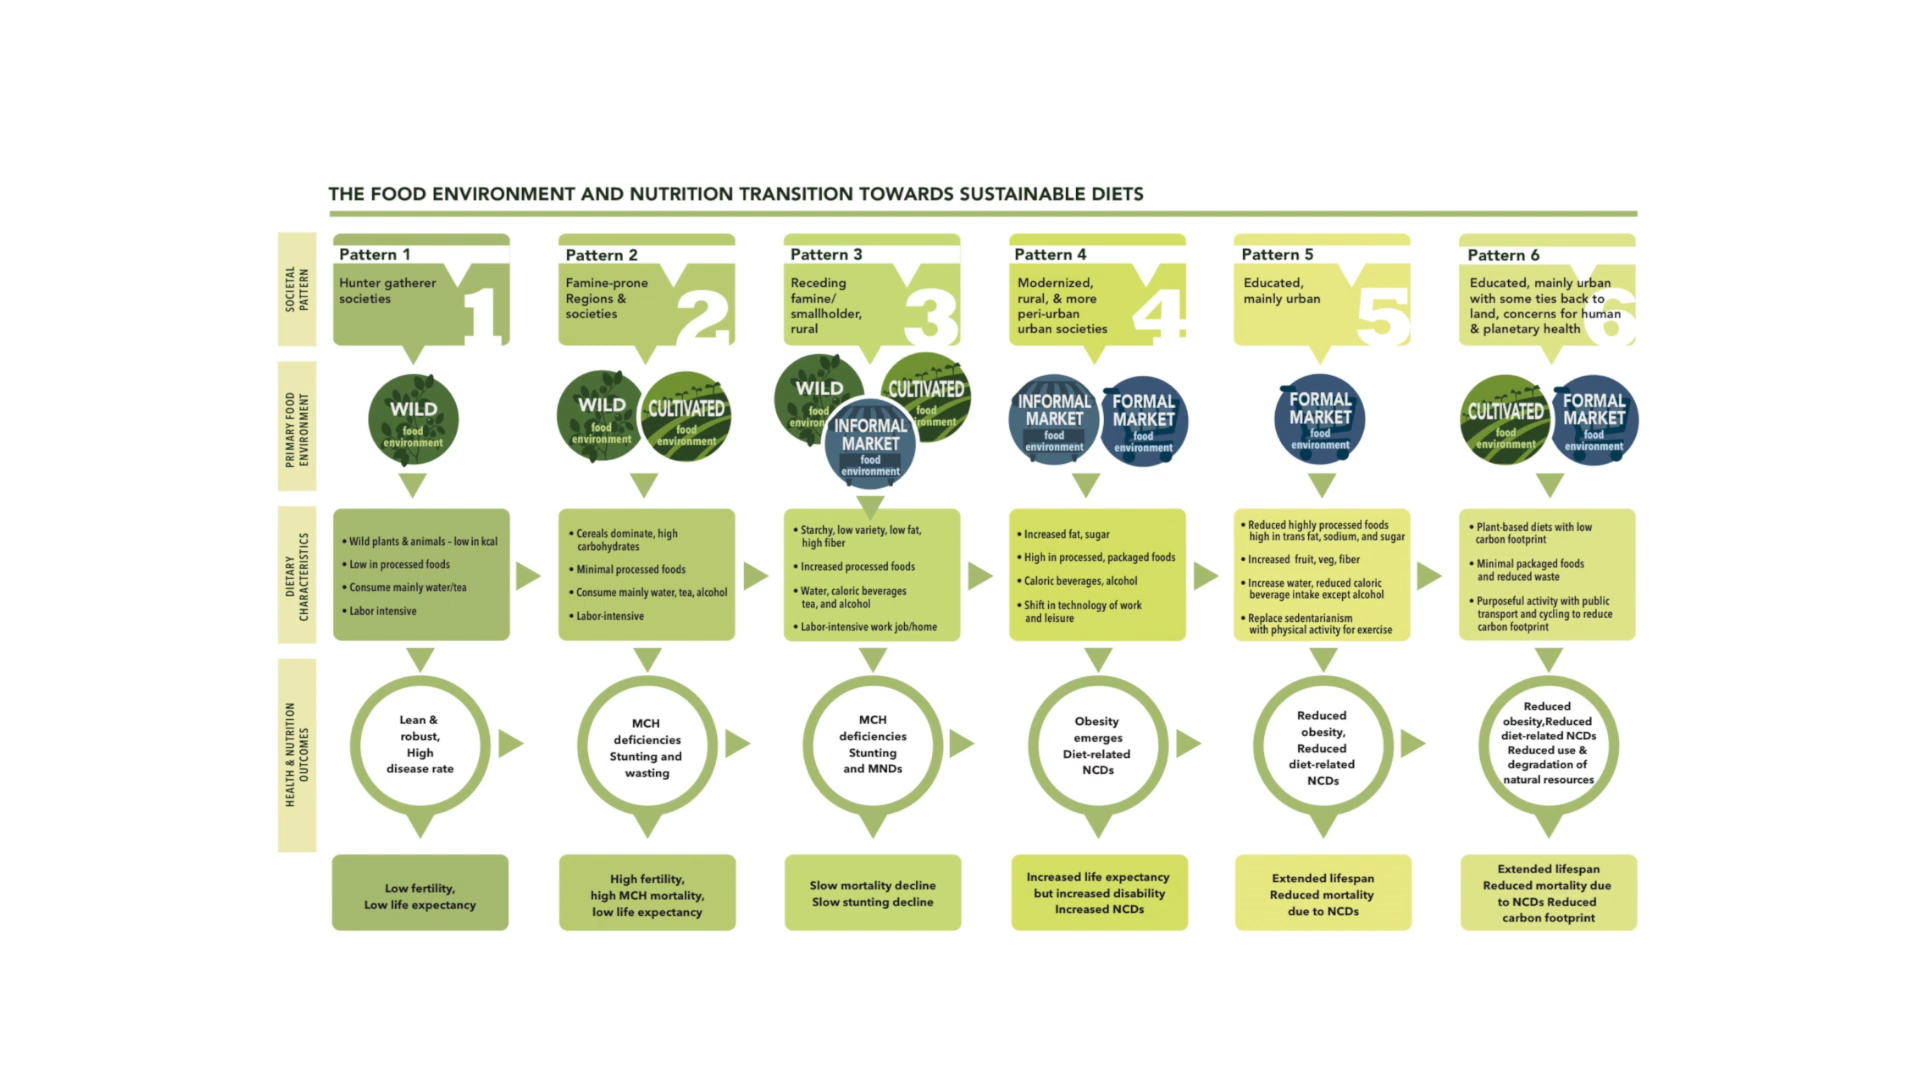 THE FOOD ENVIRONMENT AND NUTRITION TRANSITION TOWARDS SUSTAINABLE DIETS
SOCIETAL
PATTERN
Pattern 1
Hunter gatherer
societies
1
Pattern 2
Famine-prone
Regions &
societies
2
Pattern 3
Receding
famine/
smallholder,
rural
3
Pattern 4
Modernized,
rural, & more
peri-urban
urban societies
4
Pattern 5
Educated,
mainly urban
5
Pattern 6
Educated, mainly urban
with some ties back to
land, concerns for human
& planetary health
6
PRIMARY FOOD
ENVIRONMENT
WILD
food
environment
WILD
food
environment
CULTIVATED
food
environment
WILD
food
environ
CULTIVATED
food
ironment
INFORMAL
MARKET
food
environment
INFORMAL
MARKET
food
environment
FORMAL
MARKET
food
environment
FORMAL
MARKET
food
environment
CULTIVATED
food
environment
FORMAL
MARKET
food
environment
DIETARY
CHARACTERISTICS
• Wild plants & animals – low in kcal
• Low in processed foods
• Consume mainly water/tea
• Labor intensive
• Cereals dominate, high
carbohydrates
• Minimal processed foods
• Consume mainly water, tea, alcohol
• Labor-intensive
• Starchy, low variety, low fat,
high fiber
• Increased processed foods
• Water, caloric beverages
tea, and alcohol
• Labor-intensive work job/home
• Increased fat, sugar
• High in processed, packaged foods
• Caloric beverages, alcohol
• Shift in technology of work
and leisure
• Reduced highly processed foods
high in trans fat, sodium, and sugar
• Increased fruit, veg, fiber
• Increase water, reduced caloric
beverage intake except alcohol
• Replace sedentarianism
with physical activity for exercise
• Plant-based diets with low
carbon footprint
• Minimal packaged foods
and reduced waste
• Purposeful activity with public
transport and cycling to reduce
carbon footprint
HEALTH & NUTRITION
OUTCOMES
Lean &
robust,
High
disease rate
MCH
deficiencies
Stunting and
wasting
MCH
deficiencies
Stunting
and MNDs
Obesity
emerges
Diet-related
NCDs
Reduced
obesity,
Reduced
diet-related
NCDs
Reduced
obesity,Reduced
diet-related NCDs
Reduced use &
degradation of
natural resources
Low fertility,
Low life expectancy
High fertility,
high MCH mortality,
low life expectancy
Slow mortality decline
Slow stunting decline
Increased life expectancy
but increased disability
Increased NCDs
Extended lifespan
Reduced mortality
due to NCDs
Extended lifespan
Reduced mortality due
to NCDs Reduced
carbon footprint